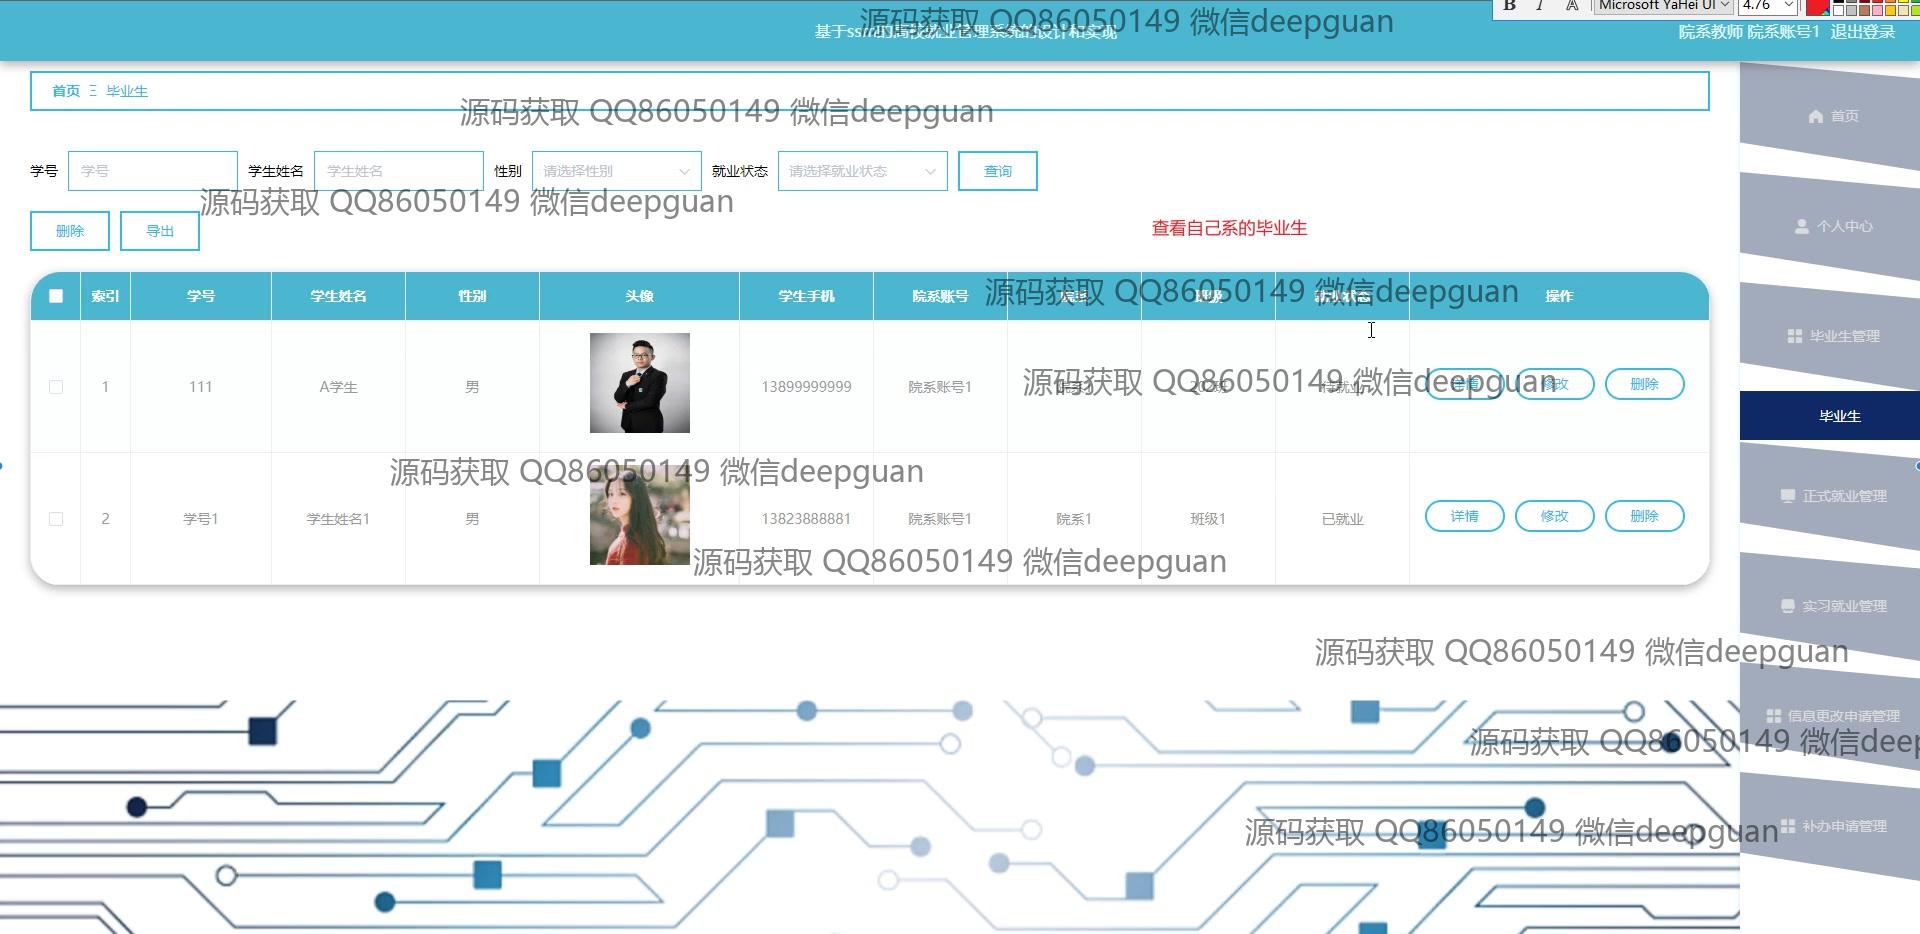 B I A Microsoft YaHei UI 4.76
源码获取 QQ86050149 微信deepguan
基于ssm的高校就业管理系统的设计和实现
院系教师 院系账号1 退出登录
首页 Ξ 毕业生
源码获取 QQ86050149 微信deepguan
首页
学号 学号 学生姓名 学生姓名 性别 请选择性别 就业状态 请选择就业状态 查询
源码获取 QQ86050149 微信deepguan
删除 导出
查看自己系的毕业生
个人中心
源码获取 QQ86050149 微信deepguan
索引 学号 学生姓名 性别 头像 学生手机 院系账号 院系 班级 就业状态 操作
毕业生管理
源码获取 QQ86050149 微信deepguan
1 111 A学生 男 13899999999 院系账号1 待就业 详情 修改 删除
毕业生
源码获取 QQ86050149 微信deepguan
正式就业管理
2 学号1 学生姓名1 男 13823888881 院系账号1 院系1 班级1 已就业 详情 修改 删除
源码获取 QQ86050149 微信deepguan
实习就业管理
源码获取 QQ86050149 微信deepguan
信息更改申请管理
源码获取 QQ86050149 微信deep
源码获取 QQ86050149 微信deepguan
补办申请管理